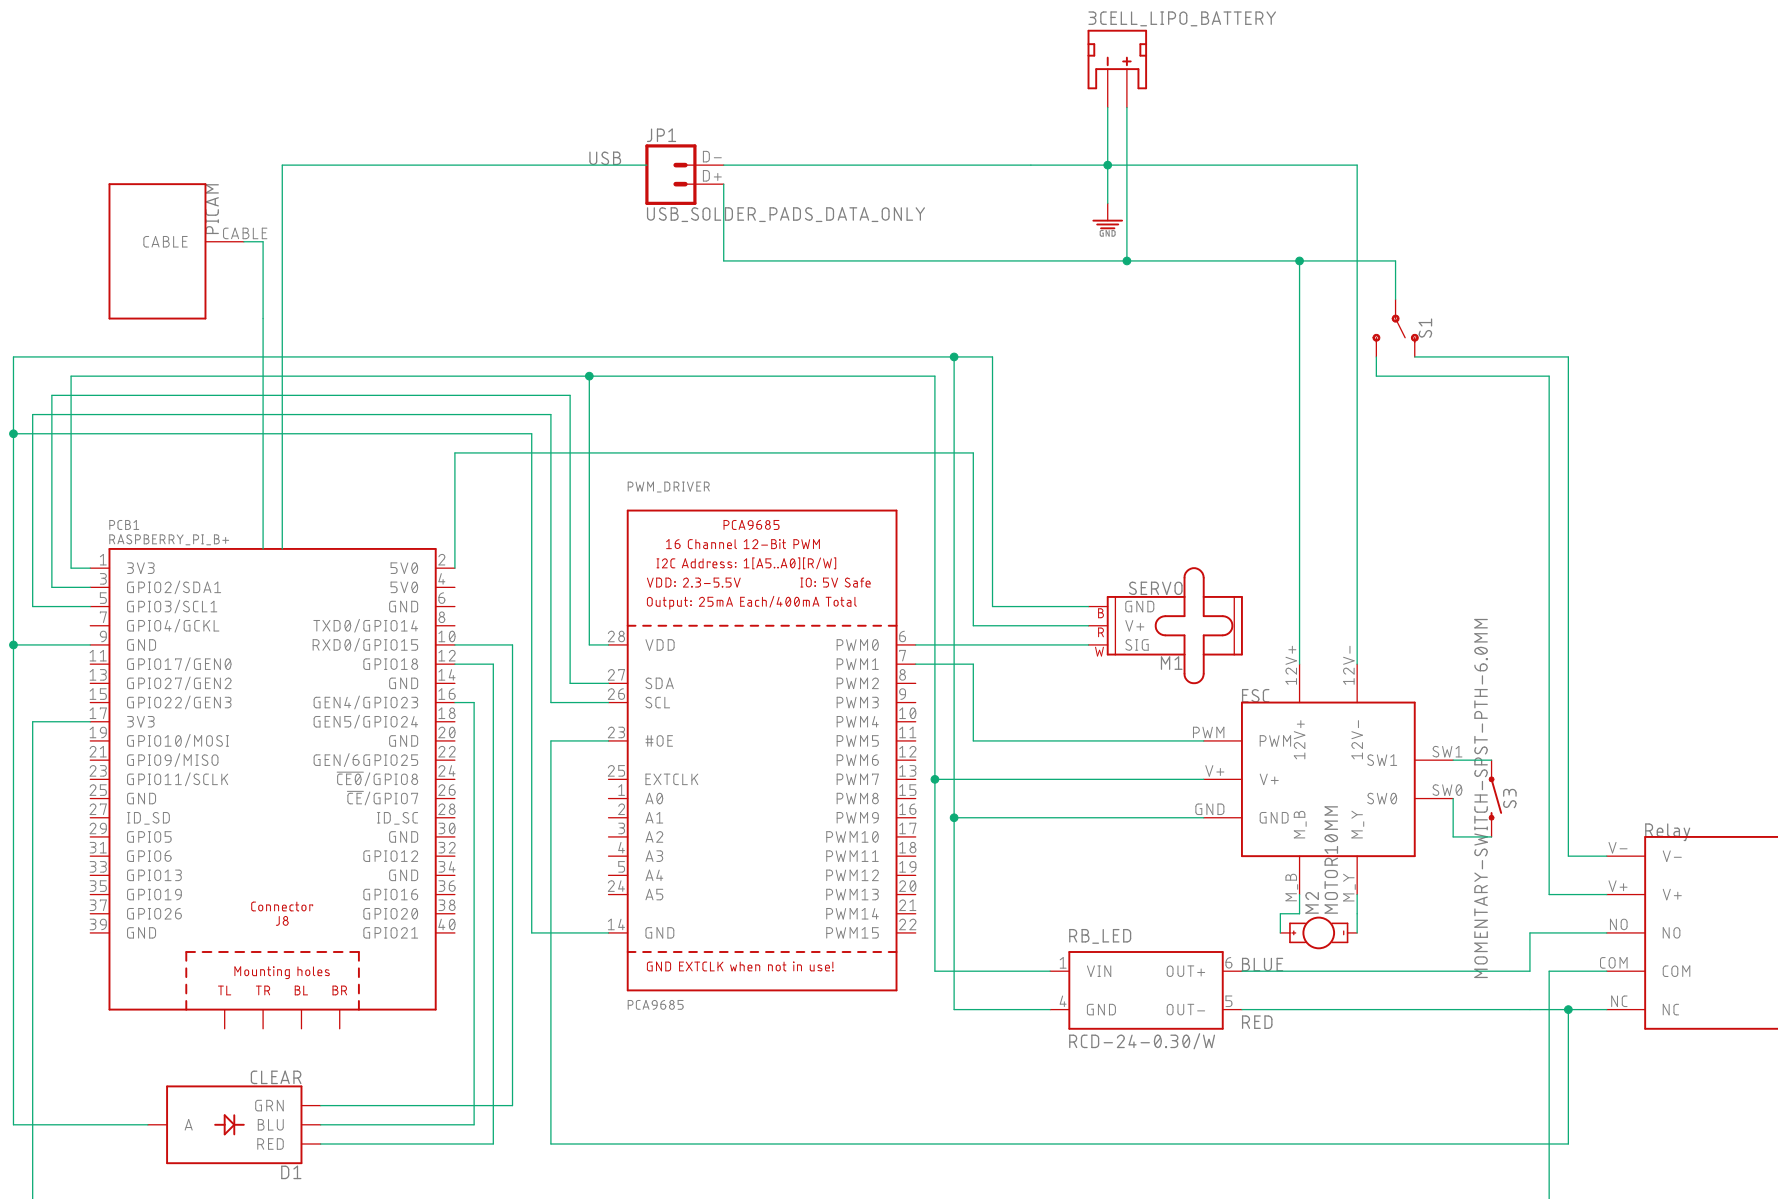 3CELL_LIPO_BATTERY
- +
JP1
USB
D-
D+
USB_SOLDER_PADS_DATA_ONLY
GND
PICAM
CABLE
CABLE
S1
PWM_DRIVER
PCB1
RASPBERRY_PI_B+
1 3V3 5V0 2
3 GPIO2/SDA1 5V0 4
5 GPIO3/SCL1 GND 6
7 GPIO4/GCKL TXD0/GPIO14 8
9 GND RXD0/GPIO15 10
11 GPIO17/GEN0 GPIO18 12
13 GPIO27/GEN2 GND 14
15 GPIO22/GEN3 GEN4/GPIO23 16
17 3V3 GEN5/GPIO24 18
19 GPIO10/MOSI GND 20
21 GPIO9/MISO GEN/6GPIO25 22
23 GPIO11/SCLK CE0/GPIO8 24
25 GND CE/GPIO7 26
27 ID_SD ID_SC 28
29 GPIO5 GND 30
31 GPIO6 GPIO12 32
33 GPIO13 GND 34
35 GPIO19 GPIO16 36
37 GPIO26 GPIO20 38
39 GND GPIO21 40
Connector
J8
Mounting holes
TL TR BL BR
PCA9685
16 Channel 12-Bit PWM
I2C Address: 1[A5..A0][R/W]
VDD: 2.3-5.5V IO: 5V Safe
Output: 25mA Each/400mA Total
28 VDD PWM0 6
PWM1 7
27 SDA PWM2 8
26 SCL PWM3 9
PWM4 10
23 #OE PWM5 11
PWM6 12
25 EXTCLK PWM7 13
1 A0 PWM8 15
2 A1 PWM9 16
3 A2 PWM10 17
4 A3 PWM11 18
5 A4 PWM12 19
24 A5 PWM13 20
PWM14 21
14 GND PWM15 22
GND EXTCLK when not in use!
PCA9685
SERVO
B GND
R V+
W SIG
M1
ESC
12V+
12V-
PWM PWM
12V+
12V-
V+ V+
GND GND
SW1 SW1
SW0 SW0
M_B
M_Y
M_B
M_Y
M2
MOTOR10MM
S3
MOMENTARY-SWITCH-SPST-PTH-6.0MM
Relay
V- V-
V+ V+
NO NO
COM COM
NC NC
RB_LED
1 VIN OUT+ 6 BLUE
4 GND OUT- 5 RED
RCD-24-0.30/W
CLEAR
GRN
A BLU
RED
D1